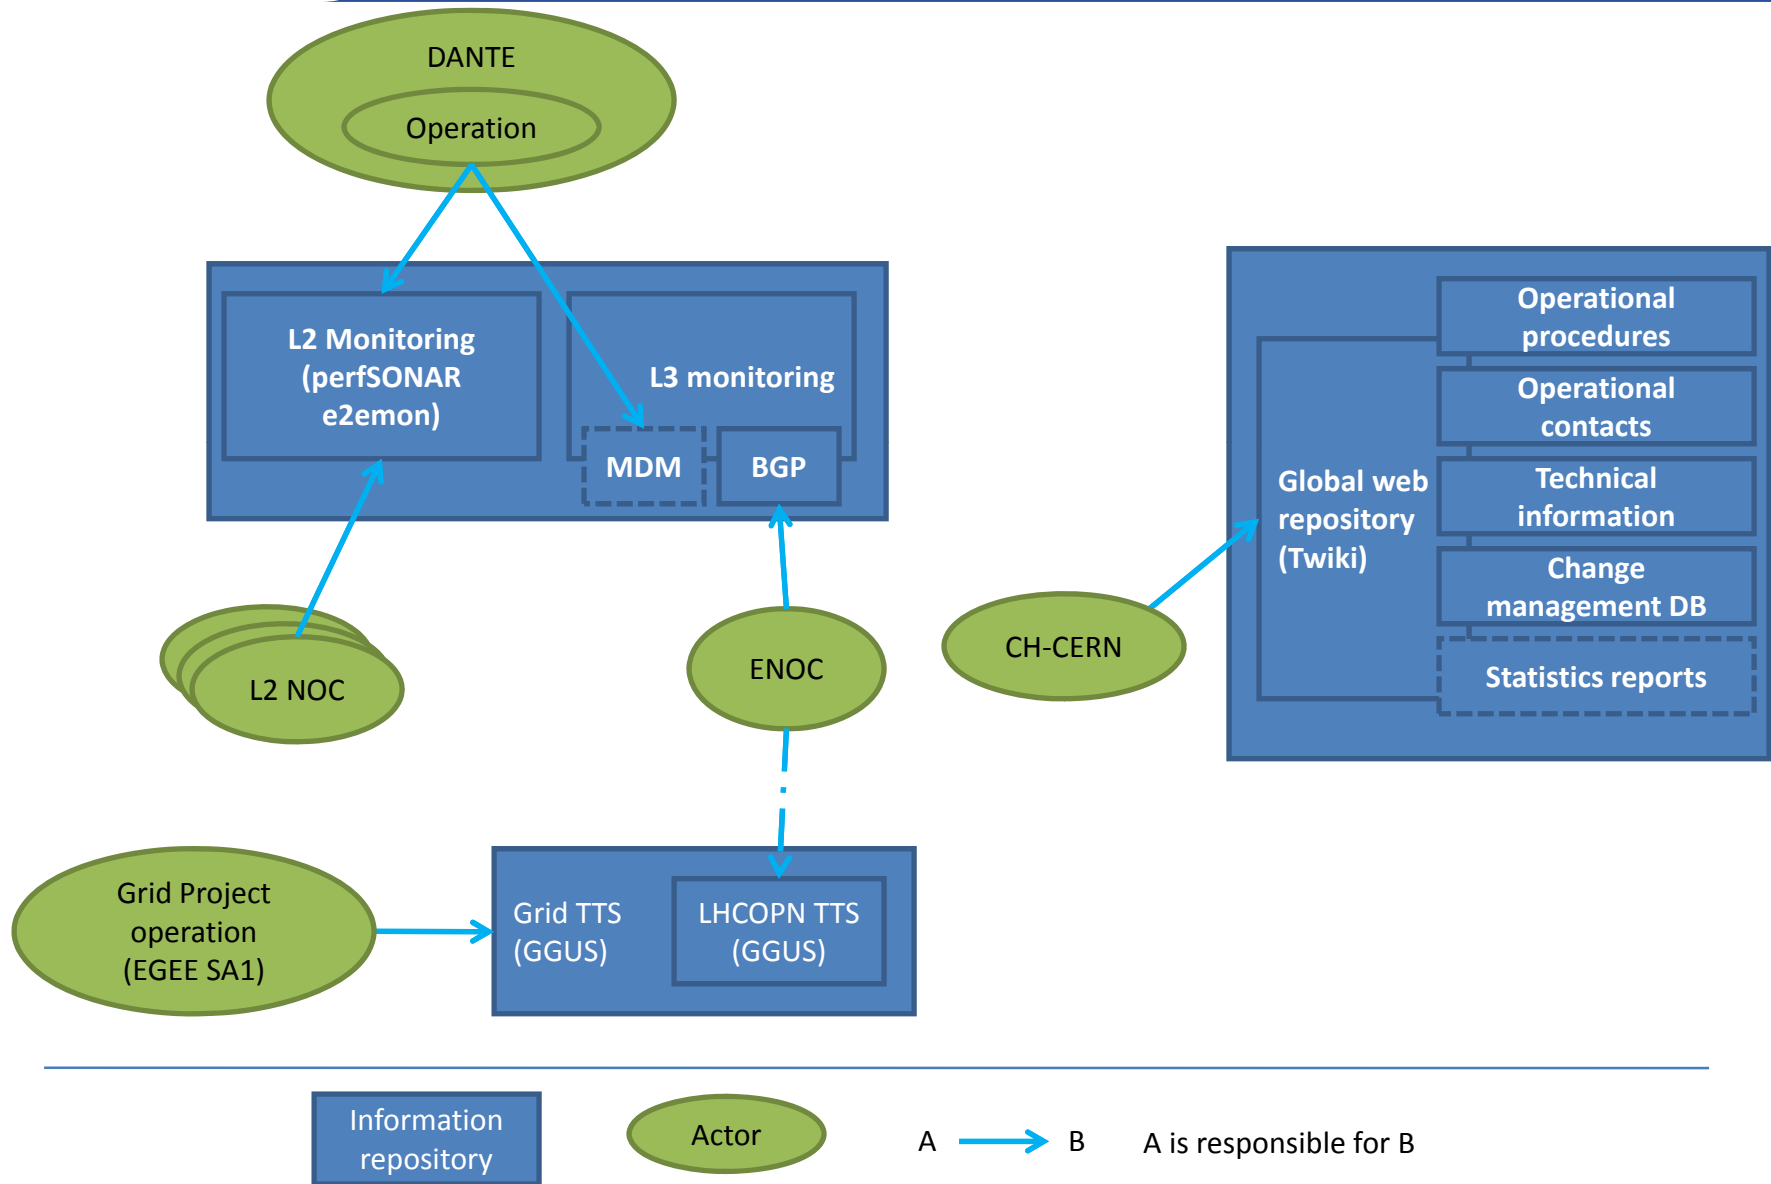 DANTE
Operation
L2 Monitoring
(perfSONAR
e2emon)
L3 monitoring
MDM
BGP
Operational
procedures
Operational
contacts
Global web
repository
(Twiki)
Technical
information
Change
management DB
Statistics reports
L2 NOC
ENOC
CH-CERN
Grid Project
operation
(EGEE SA1)
Grid TTS
(GGUS)
LHCOPN TTS
(GGUS)
Information
repository
Actor
A B A is responsible for B